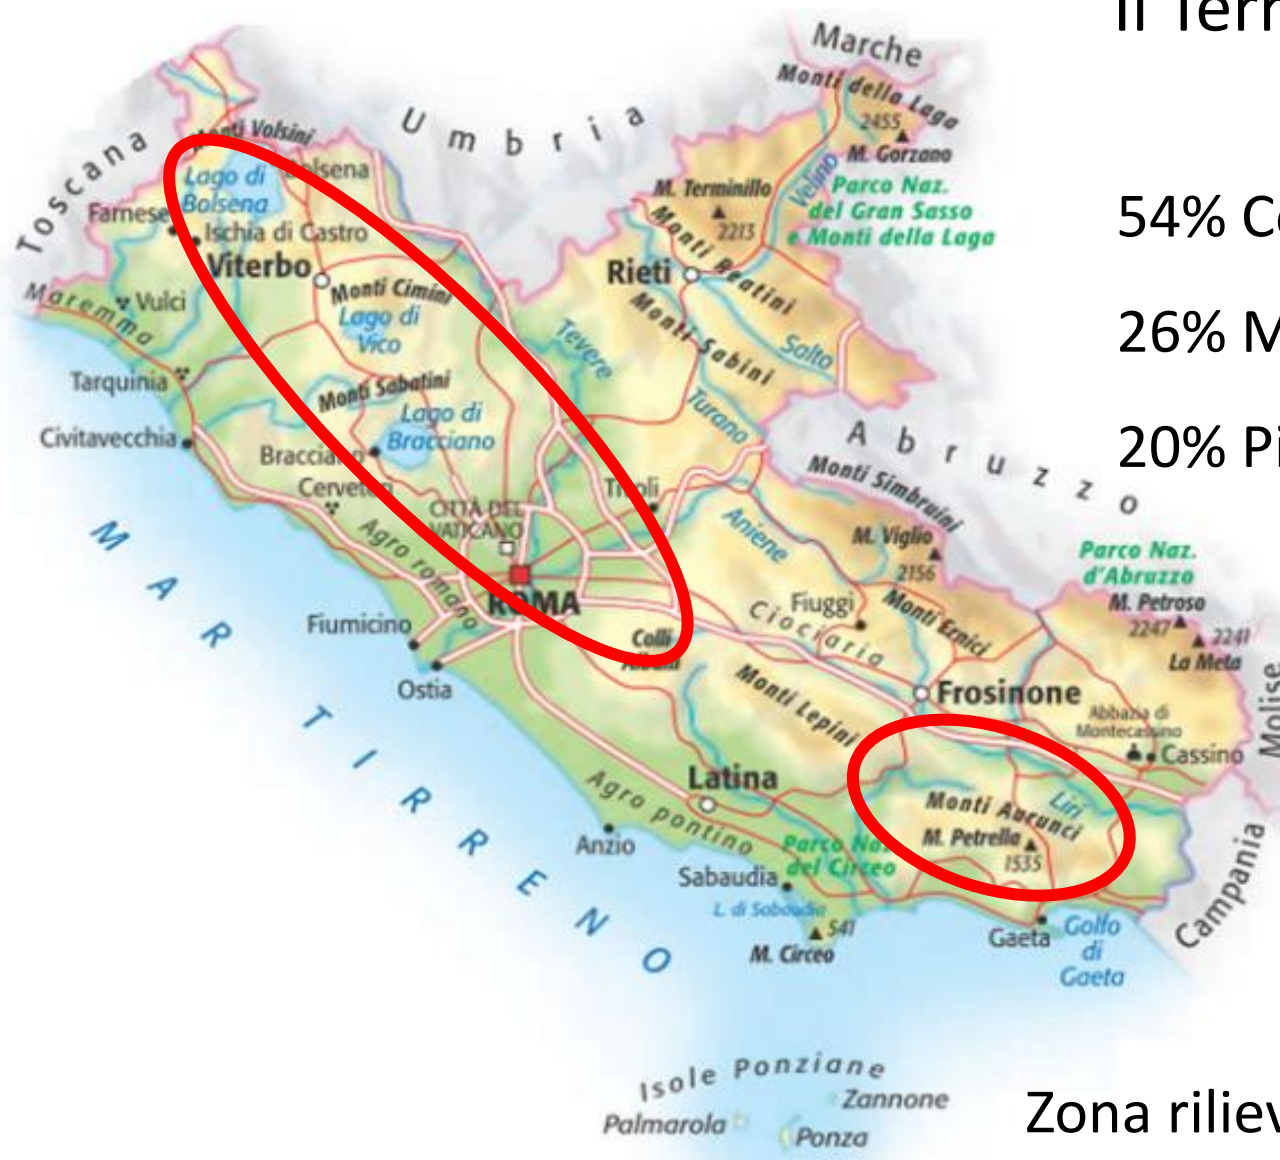 Il Terr
54% Co
26% M
20% Pi
Marche
Monti della Laga
2455
M. Gorzano
Umbria
Toscana
Monti Volsini
Bolsena
Lago di
Bolsena
Farnese
Ischia di Castro
Viterbo
Monti Cimini
Lago di
Vico
Maremma
Vulci
Tarquinia
Civitavecchia
Monti Sabatini
Lago di
Bracciano
Bracciano
Cerveteri
M. Terminillo
2213
Velino
Parco Naz.
del Gran Sasso
e Monti della Laga
Rieti
Monti Reatini
Monti Sabini
Salto
Turano
Tevere
Abruzzo
Monti Simbruini
Tivoli
CITTÀ DEL
VATICANO
ROMA
Agro romano
Aniene
M. Viglio
2156
Parco Naz.
d'Abruzzo
M. Petroso
2247
2241
La Meta
Fiuggi
Ciociaria
Monti Ernici
Fiumicino
Ostia
Colli
Albani
Monti Lepini
Frosinone
Abbazia di
Montecassino
Cassino
Molise
Latina
Agro pontino
Anzio
Monti Aurunci
Liri
M. Petrella
1535
Parco Naz.
del Circeo
Sabaudia
L. di Sabaudia
541
M. Circeo
Gaeta
Golfo
di
Gaeta
Campania
MAR TIRRENO
Isole Ponziane
Zannone
Palmarola
Ponza
Zona riliev